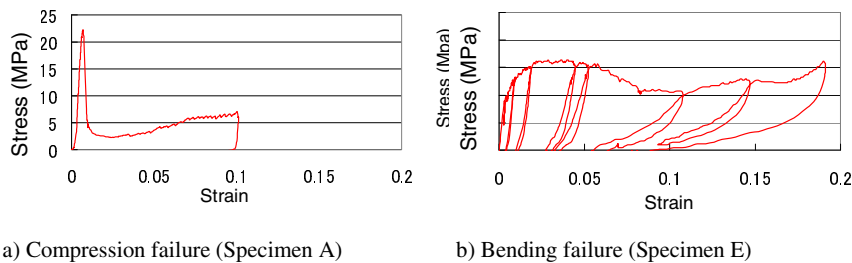 25
20
15
10
5
0
Stress (MPa)
0 0.05 0.1 0.15 0.2
Strain
Stress (Mpa)
Stress (MPa)
0 0.05 0.1 0.15 0.2
Strain
a) Compression failure (Specimen A)
b) Bending failure (Specimen E)